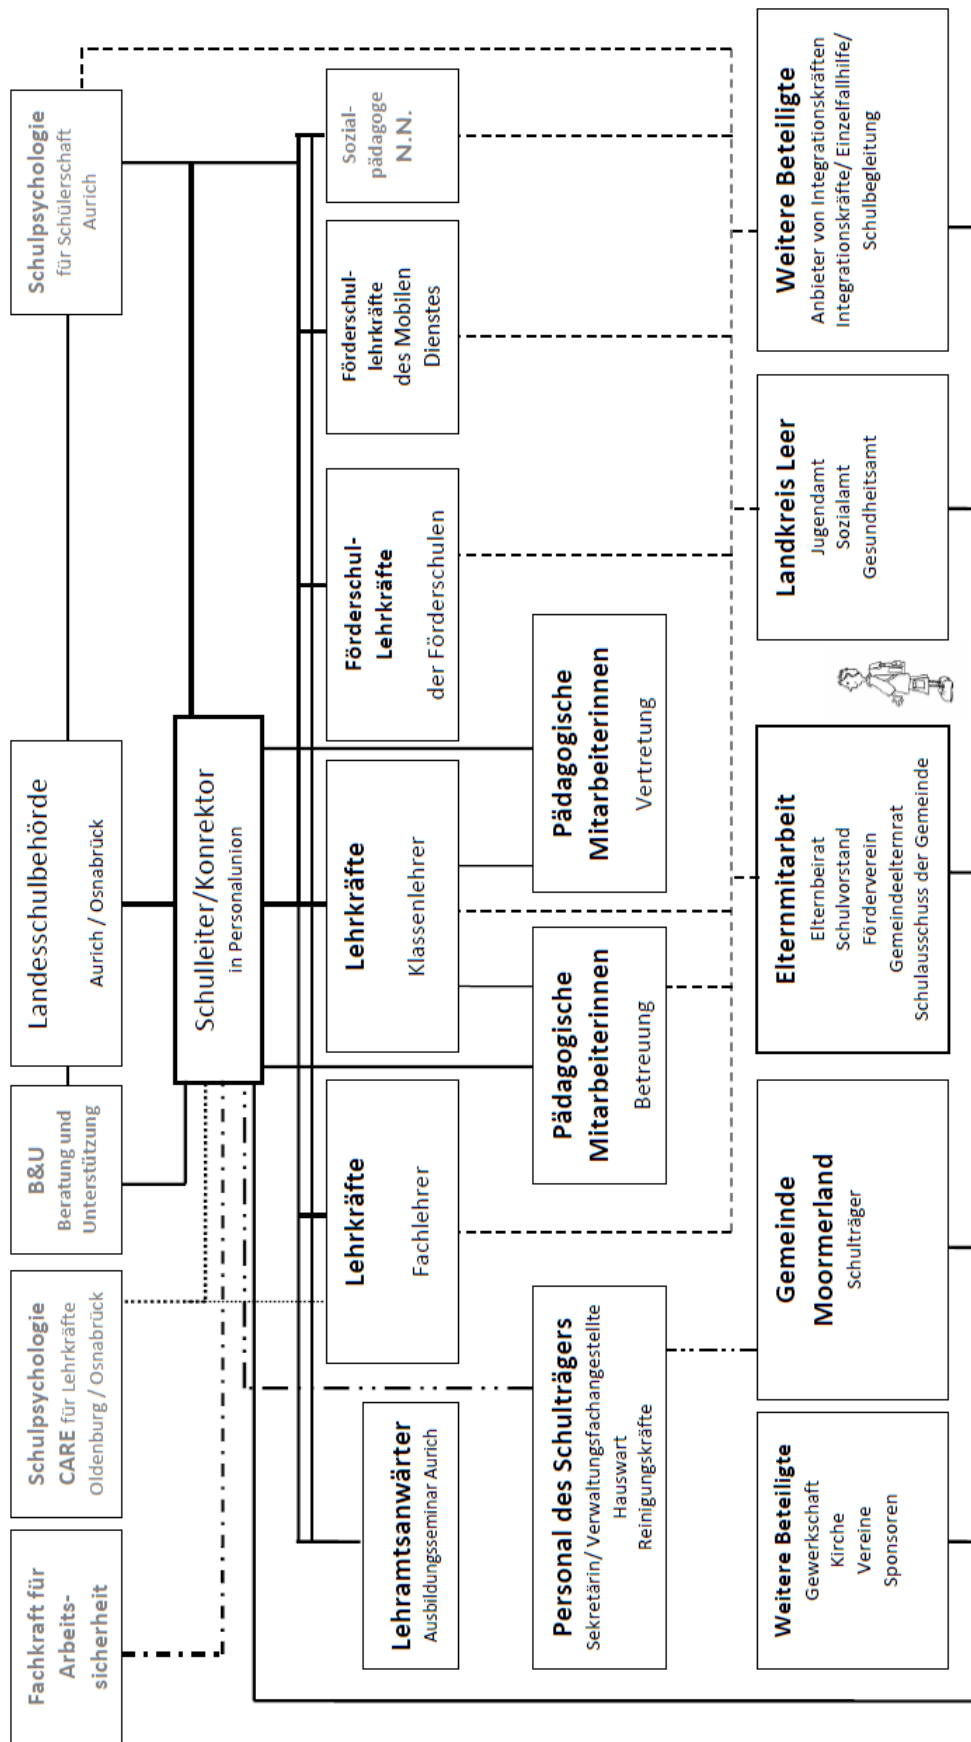 Fachkraft für
Arbeits-
sicherheit
Schulpsychologie
CARE für Lehrkräfte
Oldenburg / Osnabrück
B&U
Beratung und
Unterstützung
Landesschulbehörde
Aurich / Osnabrück
Schulpsychologie
für Schülerschaft
Aurich
Schulleiter/Konrektor
in Personalunion
Lehramtsanwärter
Ausbildungsseminar Aurich
Lehrkräfte
Fachlehrer
Lehrkräfte
Klassenlehrer
Förderschul-
Lehrkräfte
der Förderschulen
Förderschul-
lehrkräfte
des Mobilen
Dienstes
Sozial-
pädagoge
N.N.
Personal des Schulträgers
Sekretärin/Verwaltungsfachangestellte
Hauswart
Reinigungskräfte
Pädagogische
Mitarbeiterinnen
Betreuung
Pädagogische
Mitarbeiterinnen
Vertretung
Weitere Beteiligte
Gewerkschaft
Kirche
Vereine
Sponsoren
Gemeinde
Moormerland
Schulträger
Elternmitarbeit
Elternbeirat
Schulvorstand
Förderverein
Gemeindeelternrat
Schulausschuss der Gemeinde
Landkreis Leer
Jugendamt
Sozialamt
Gesundheitsamt
Weitere Beteiligte
Anbieter von Integrationskräften
Integrationskräfte/ Einzelfallhilfe/
Schulbegleitung